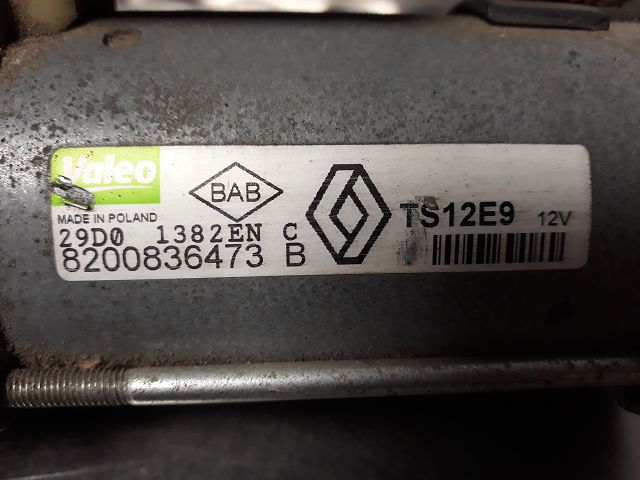 Valeo
MADE IN POLAND
BAB
TS12E9 12V
29D0 1382EN C
8200836473 B